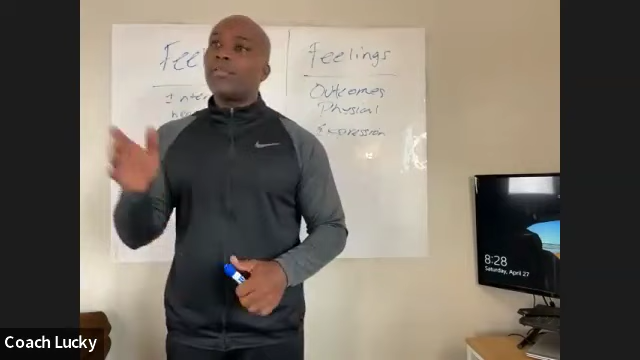 Feelings
Outcomes
Physical
Expression
8:28
Saturday, April 27
Coach Lucky